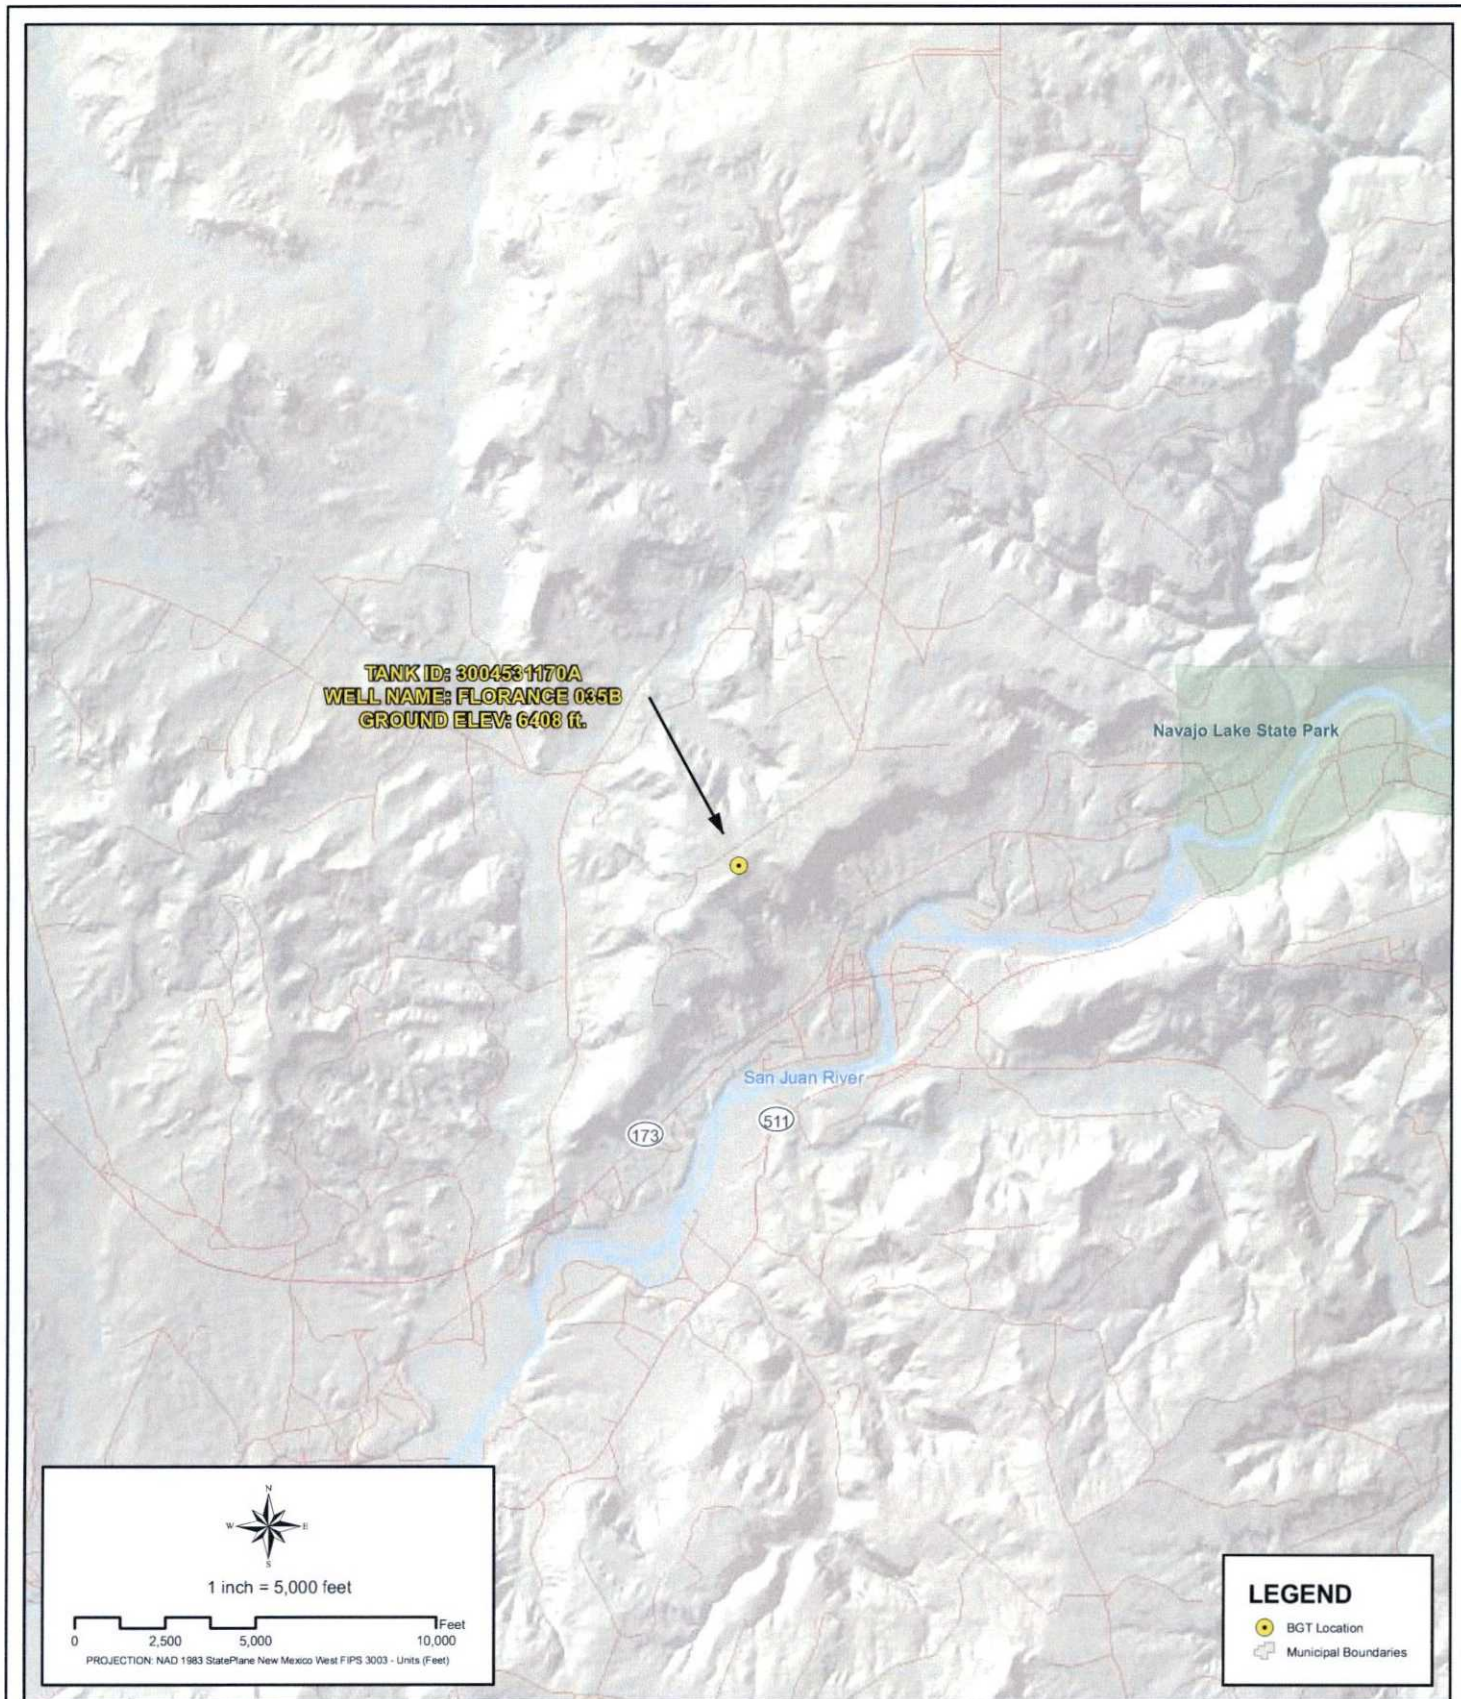 TANK ID: 3004531170A
WELL NAME: FLORANCE 035B
GROUND ELEV: 6408 ft.
Navajo Lake State Park
San Juan River
173
511
N
W E
S
1 inch = 5,000 feet
Feet
0 2,500 5,000 10,000
PROJECTION: NAD 1983 StatePlane New Mexico West FIPS 3003 - Units (Feet)
LEGEND
BGT Location
Municipal Boundaries